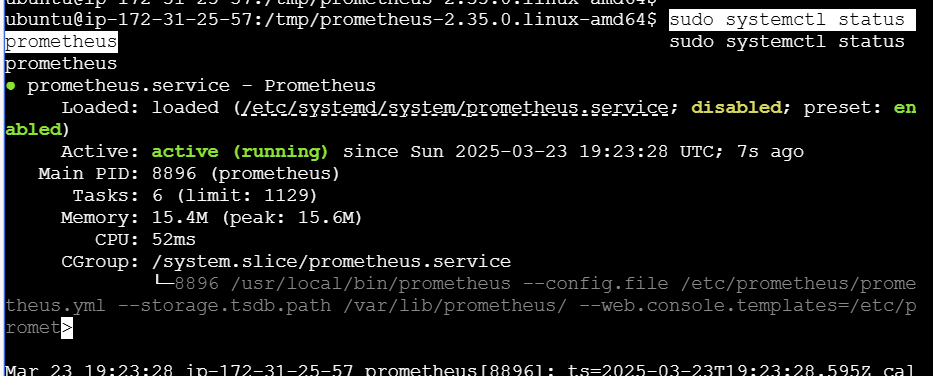 ubuntu@ip-172-31-25-57:/tmp/prometheus-2.35.0.linux-amd64$
ubuntu@ip-172-31-25-57:/tmp/prometheus-2.35.0.linux-amd64$ sudo systemctl status
prometheus sudo systemctl status
prometheus
● prometheus.service - Prometheus
Loaded: loaded (/etc/systemd/system/prometheus.service; disabled; preset: en
abled)
Active: active (running) since Sun 2025-03-23 19:23:28 UTC; 7s ago
Main PID: 8896 (prometheus)
Tasks: 6 (limit: 1129)
Memory: 15.4M (peak: 15.6M)
CPU: 52ms
CGroup: /system.slice/prometheus.service
└─8896 /usr/local/bin/prometheus --config.file /etc/prometheus/prome
theus.yml --storage.tsdb.path /var/lib/prometheus/ --web.console.templates=/etc/p
romet>
Mar 23 19:23:28 ip-172-31-25-57 prometheus[8896]: ts=2025-03-23T19:23:28.595Z cal